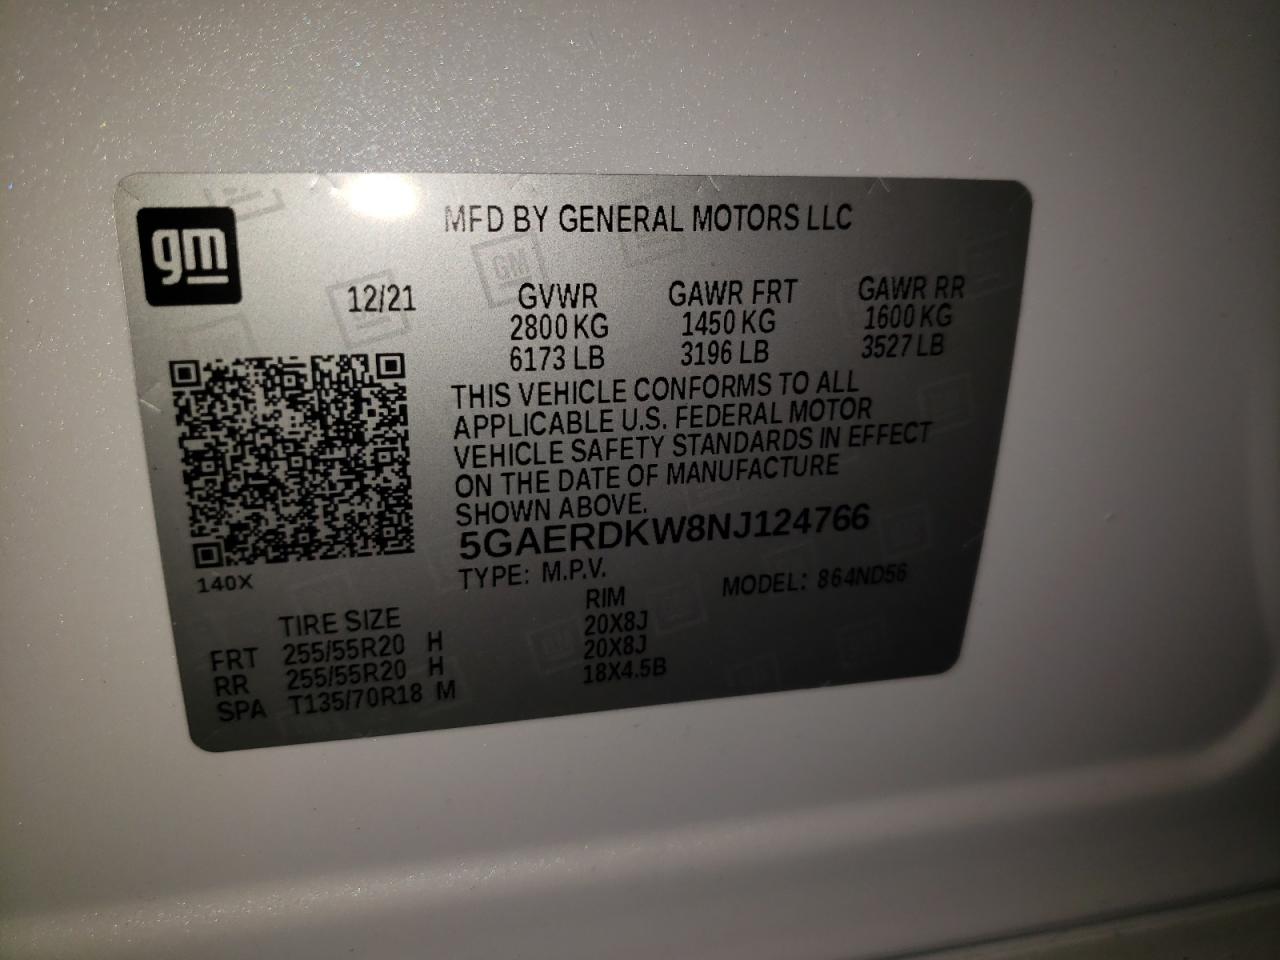 gm
MFD BY GENERAL MOTORS LLC
12/21 GVWR GAWR FRT GAWR RR
2800 KG 1450 KG 1600 KG
6173 LB 3196 LB 3527 LB
THIS VEHICLE CONFORMS TO ALL
APPLICABLE U.S. FEDERAL MOTOR
VEHICLE SAFETY STANDARDS IN EFFECT
ON THE DATE OF MANUFACTURE
SHOWN ABOVE.
5GAERDKW8NJ124766
140X
TYPE: M.P.V. MODEL: 864ND56
TIRE SIZE RIM
FRT 255/55R20 H 20X8J
RR 255/55R20 H 20X8J
SPA T135/70R18 M 18X4.5B